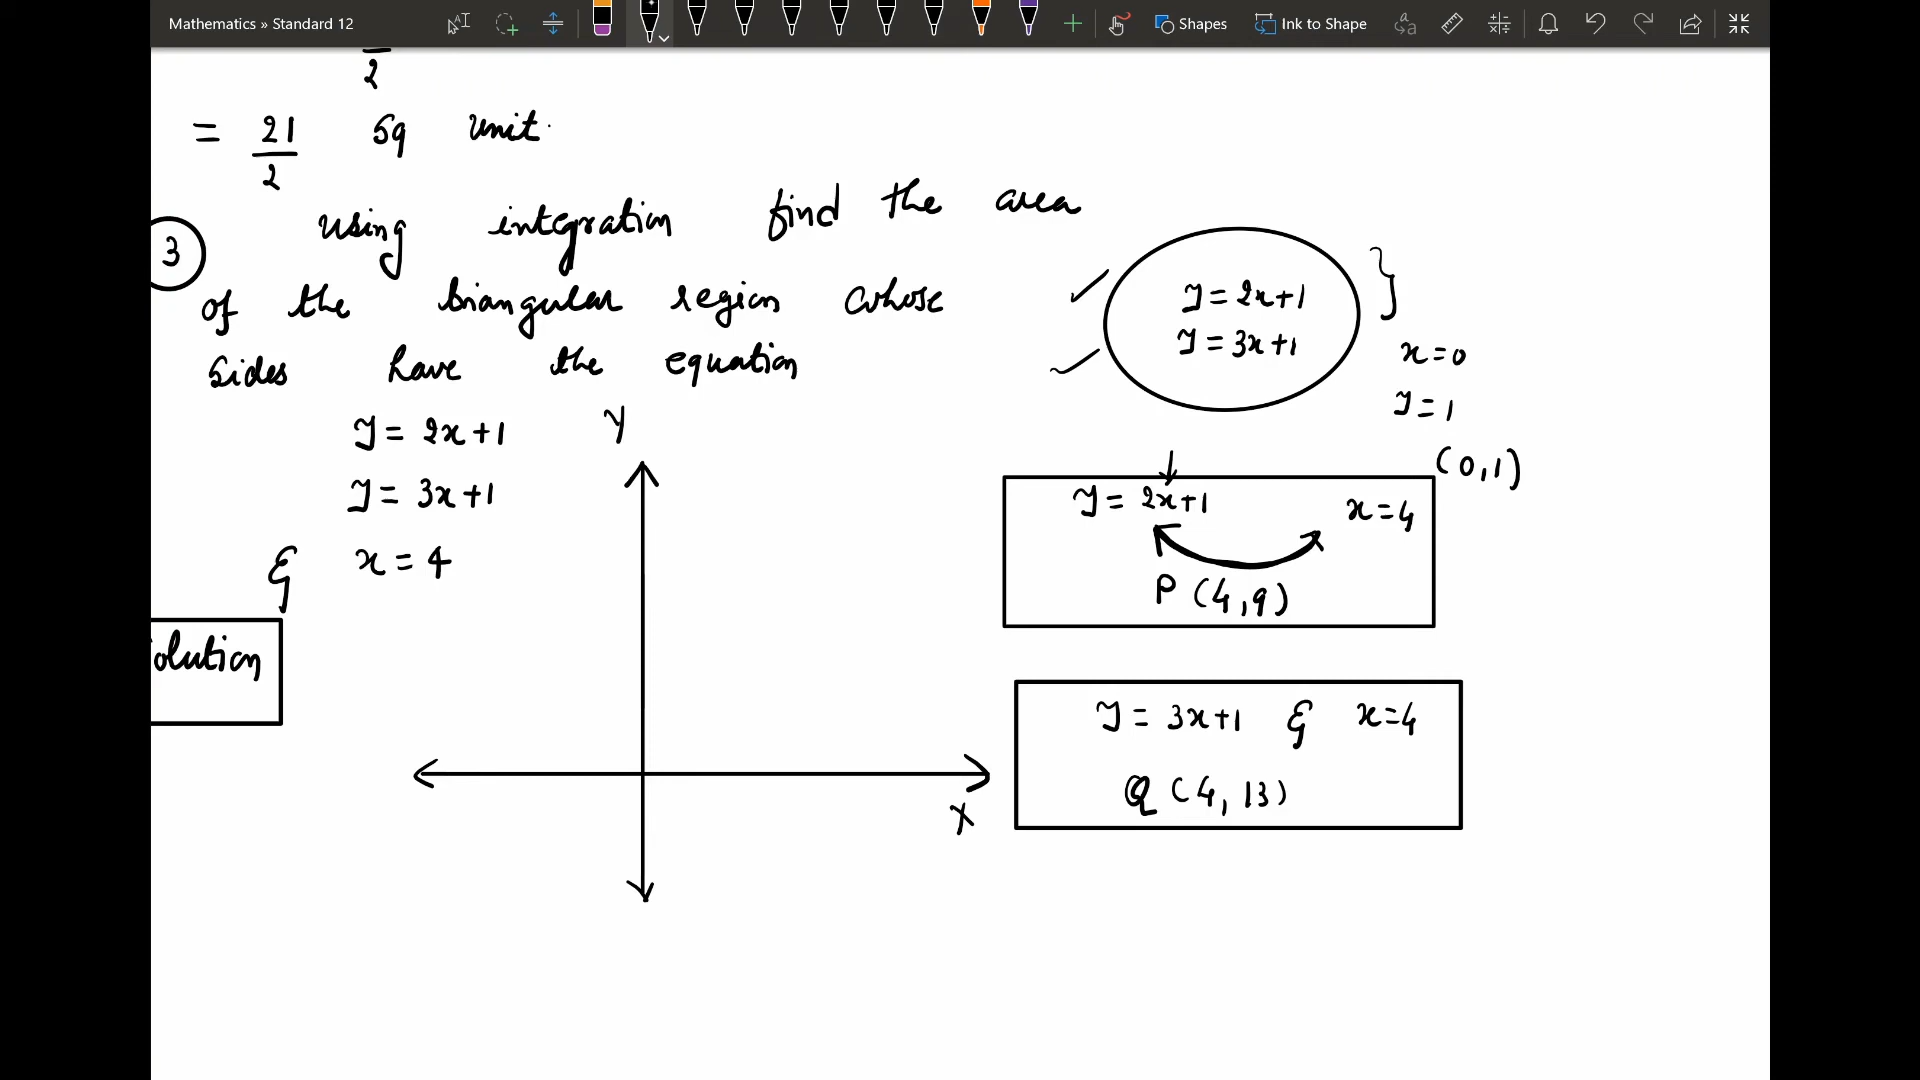 Mathematics » Standard 12
Shapes
Ink to Shape
2
= 21/2 Sq unit
3 using integration find the area
of the triangular region whose
sides have the equation
y = 2x+1
y = 3x+1
& x = 4
olution
Y
X
y = 2x+1
y = 3x+1
x=0
y=1
(0,1)
y = 2x+1 x=4
P (4,9)
y = 3x+1 & x=4
Q (4, 13)